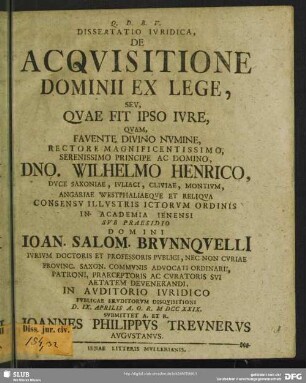 Q. D. B. V.
DISSERTATIO IVRIDICA,
DE
ACQVISITIONE
DOMINII EX LEGE,
SEV,
QVAE FIT IPSO IVRE,
QVAM,
FAVENTE DIVINO NVMINE,
RECTORE MAGNIFICENTISSIMO,
SERENISSIMO PRINCIPE AC DOMINO,
DNO. WILHELMO HENRICO,
DVCE SAXONIAE, IVLIACI, CLIVIAE, MONTIVM,
ANGARIAE WESTPHALIAEQVE ET RELIQVA
CONSENSV ILLVSTRIS ICTORVM ORDINIS
IN ACADEMIA IENENSI
SVB PRAESIDIO
DOMINI
IOAN. SALOM. BRVNNQVELLI
IVRIVM DOCTORIS ET PROFESSORIS PVBLICI, NEC NON CVRIAE
PROVINC. SAXON. COMMVNIS ADVOCATI ORDINARII,
PATRONI, PRAECEPTORIS AC CVRATORIS SVI
AETATEM DEVENERANDI,
IN AVDITORIO IVRIDICO
PVBLICAE ERVDITORVM DISQVISITIONI
D. IX. APRILIS A. O. R. M DCC XXIX.
SVBMITTET A. ET R.
IOANNES PHILIPPVS TREVNERVS
AVGVSTANVS.
Diss. jur. civ.
IENAE LITTERIS MVLLERIANIS.
SLUB